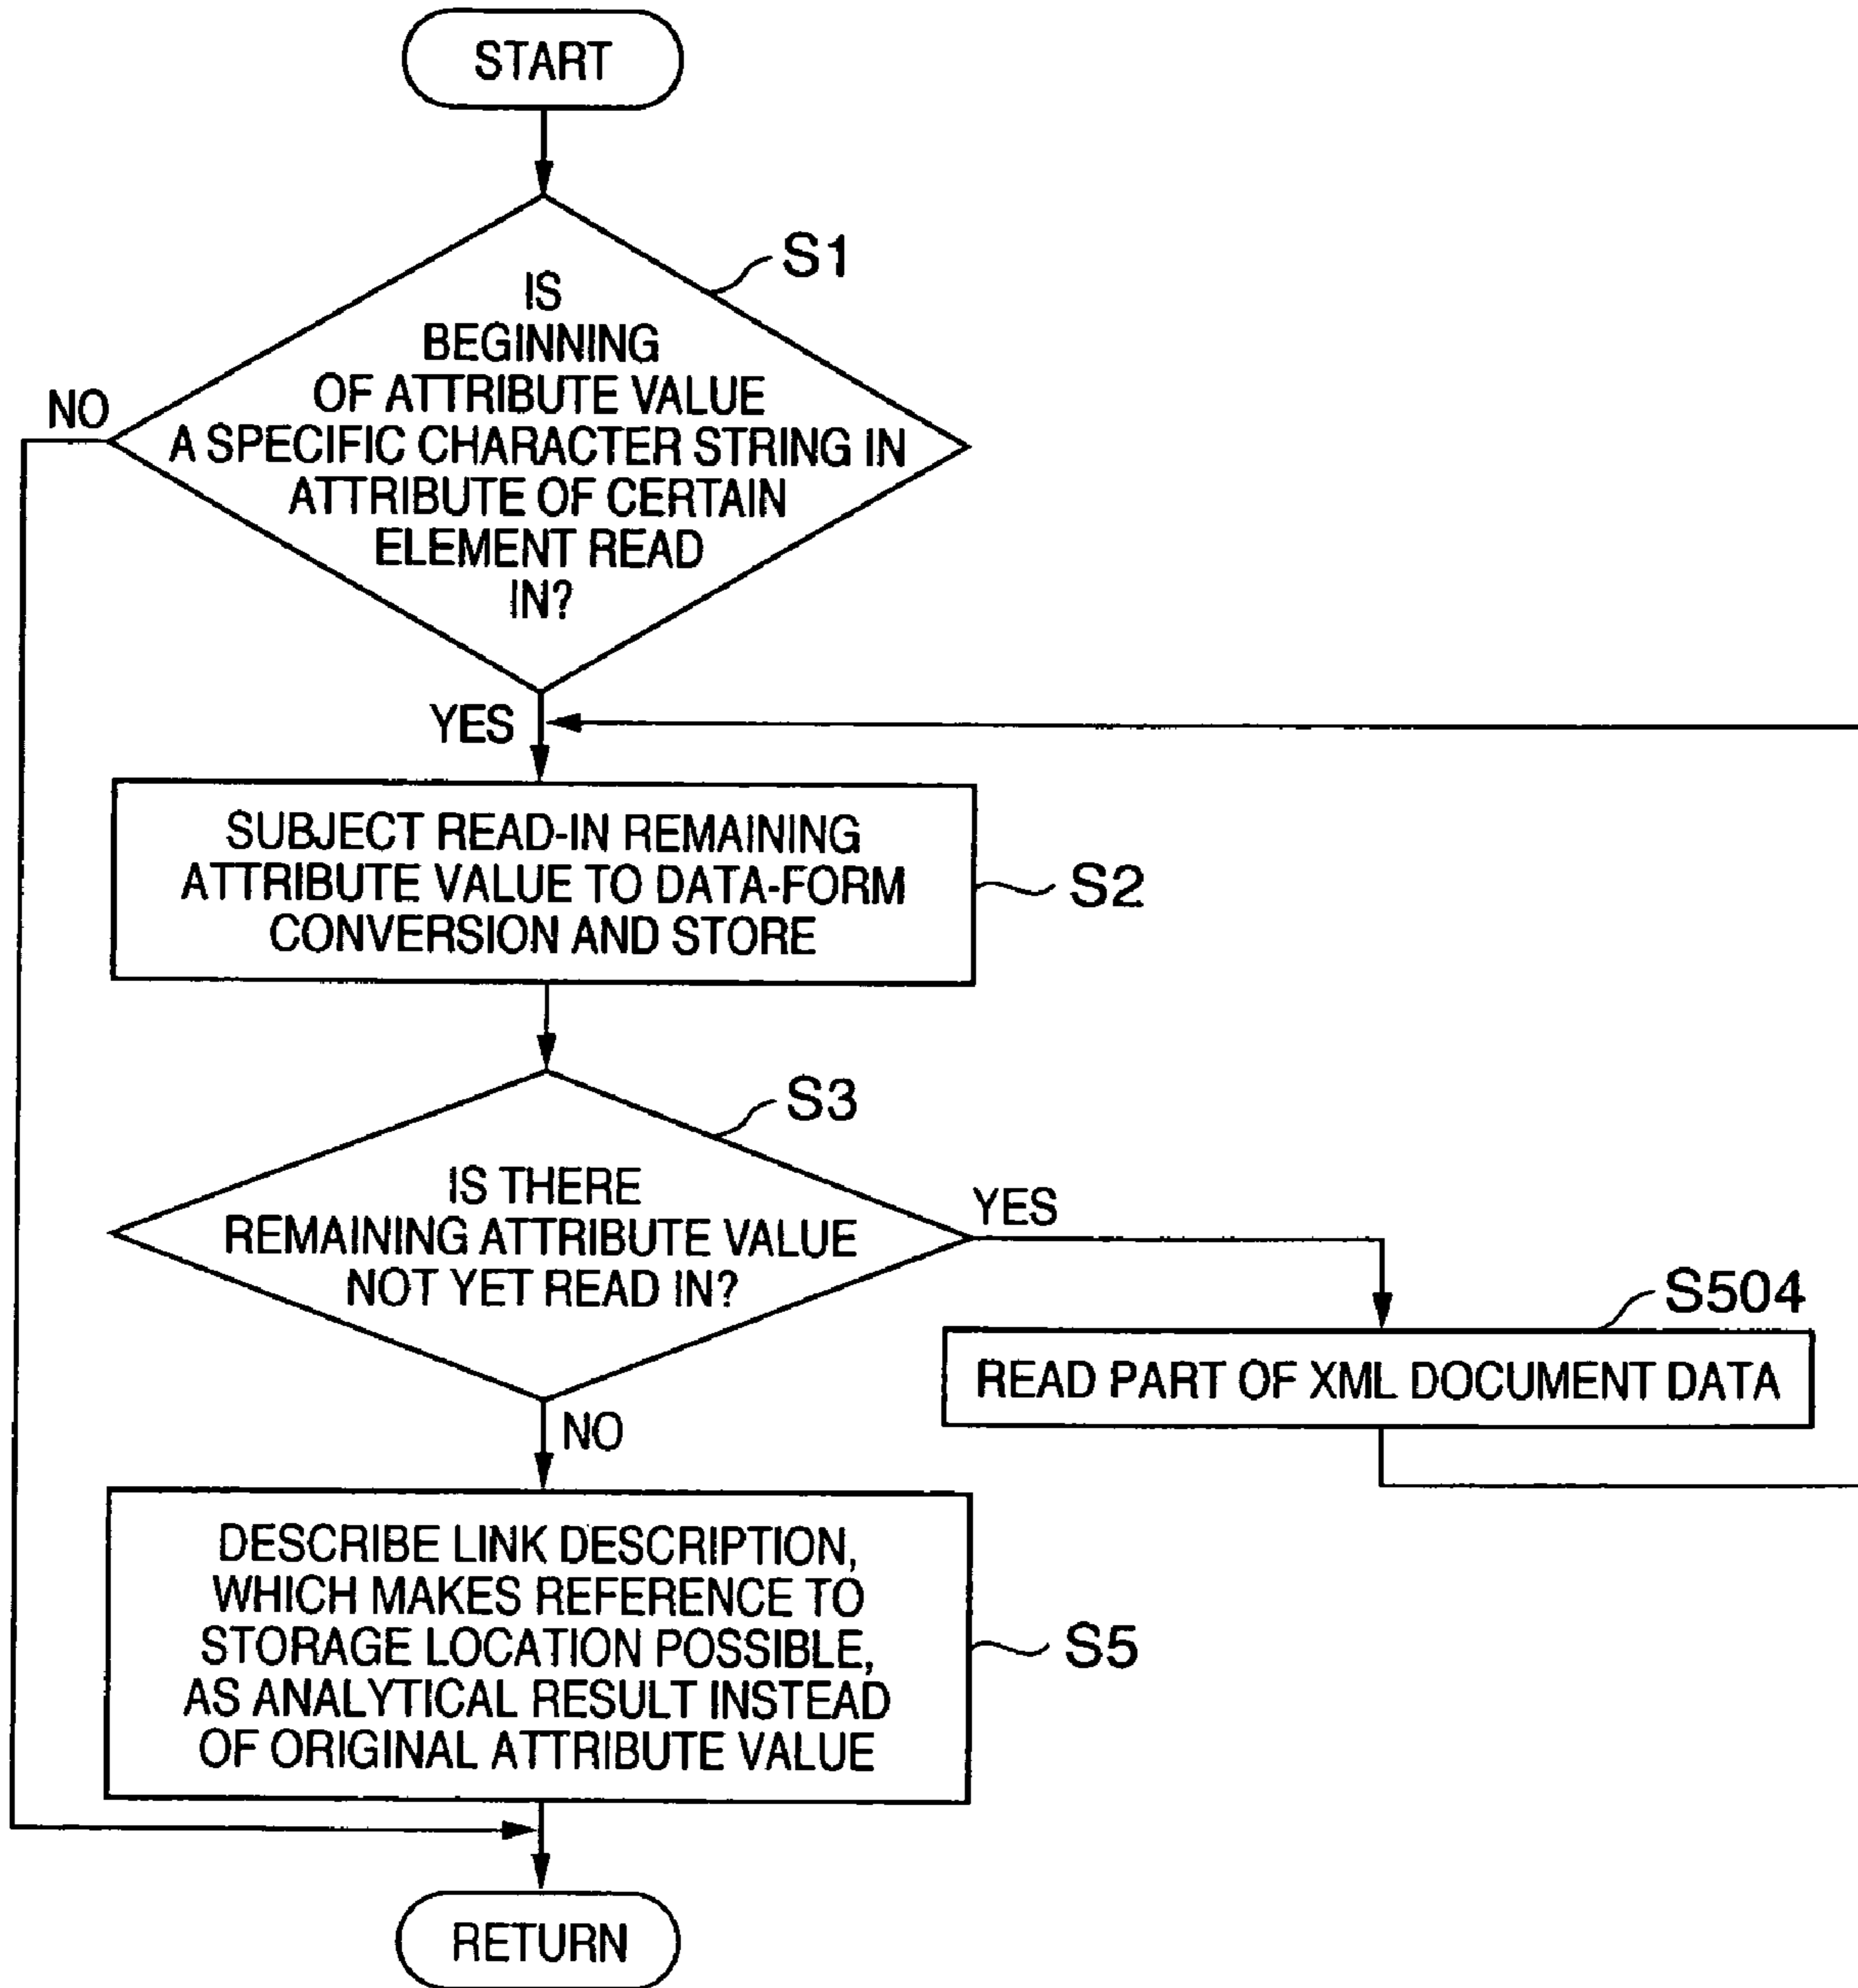 START
S1
IS
BEGINNING
OF ATTRIBUTE VALUE
A SPECIFIC CHARACTER STRING IN
ATTRIBUTE OF CERTAIN
ELEMENT READ
IN?
NO
YES
SUBJECT READ-IN REMAINING
ATTRIBUTE VALUE TO DATA-FORM
CONVERSION AND STORE
S2
S3
IS THERE
REMAINING ATTRIBUTE VALUE
NOT YET READ IN?
YES
S504
READ PART OF XML DOCUMENT DATA
NO
DESCRIBE LINK DESCRIPTION,
WHICH MAKES REFERENCE TO
STORAGE LOCATION POSSIBLE,
AS ANALYTICAL RESULT INSTEAD
OF ORIGINAL ATTRIBUTE VALUE
S5
RETURN